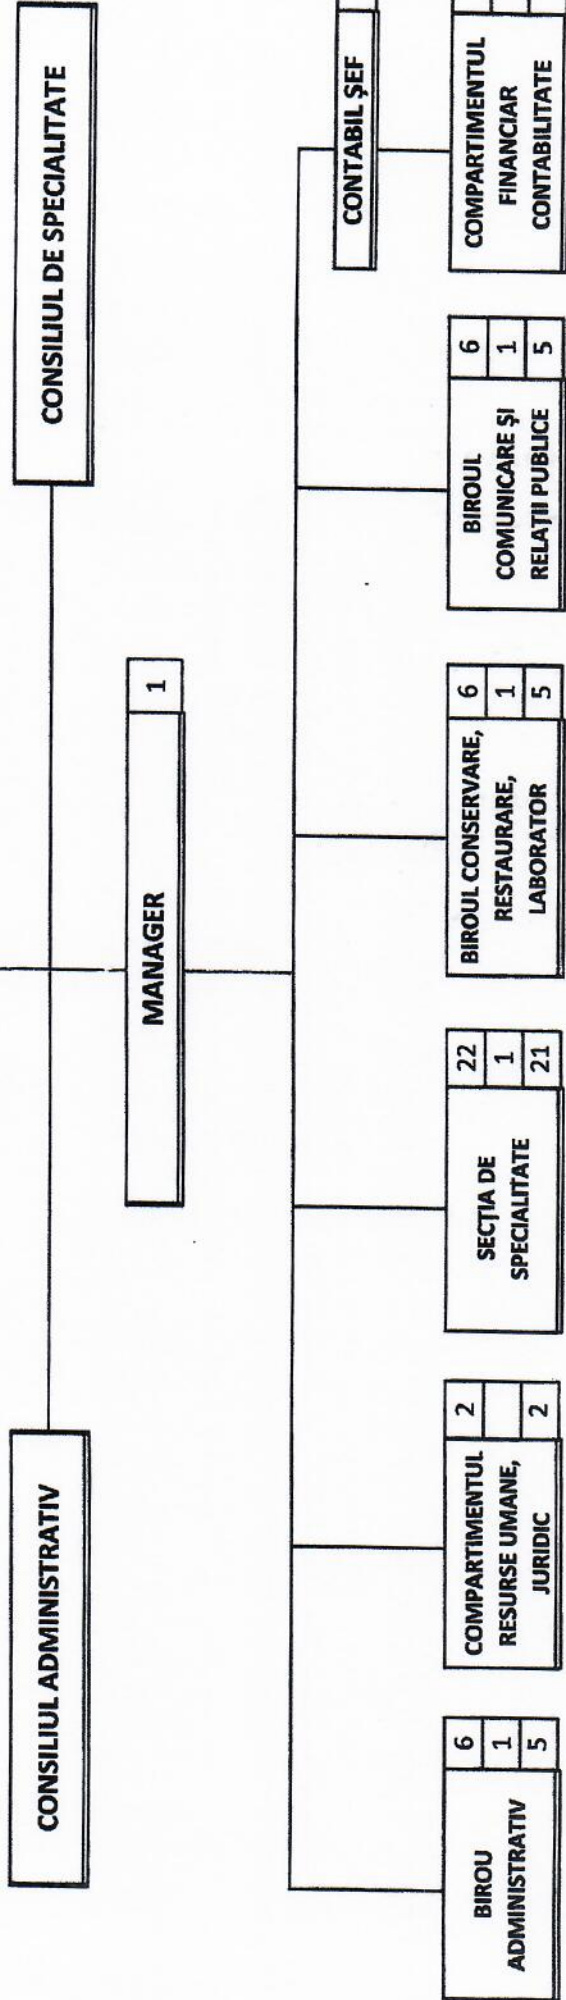 CONSILIUL ADMINISTRATIV
CONSILIUL DE SPECIALITATE
MANAGER
1
CONTABIL ŞEF
BIROU
ADMINISTRATIV
6
1
5
COMPARTIMENTUL
RESURSE UMANE,
JURIDIC
2
2
SECŢIA DE
SPECIALITATE
22
1
21
BIROUL CONSERVARE,
RESTAURARE,
LABORATOR
6
1
5
BIROUL
COMUNICARE ŞI
RELAŢII PUBLICE
6
1
5
COMPARTIMENTUL
FINANCIAR
CONTABILITATE